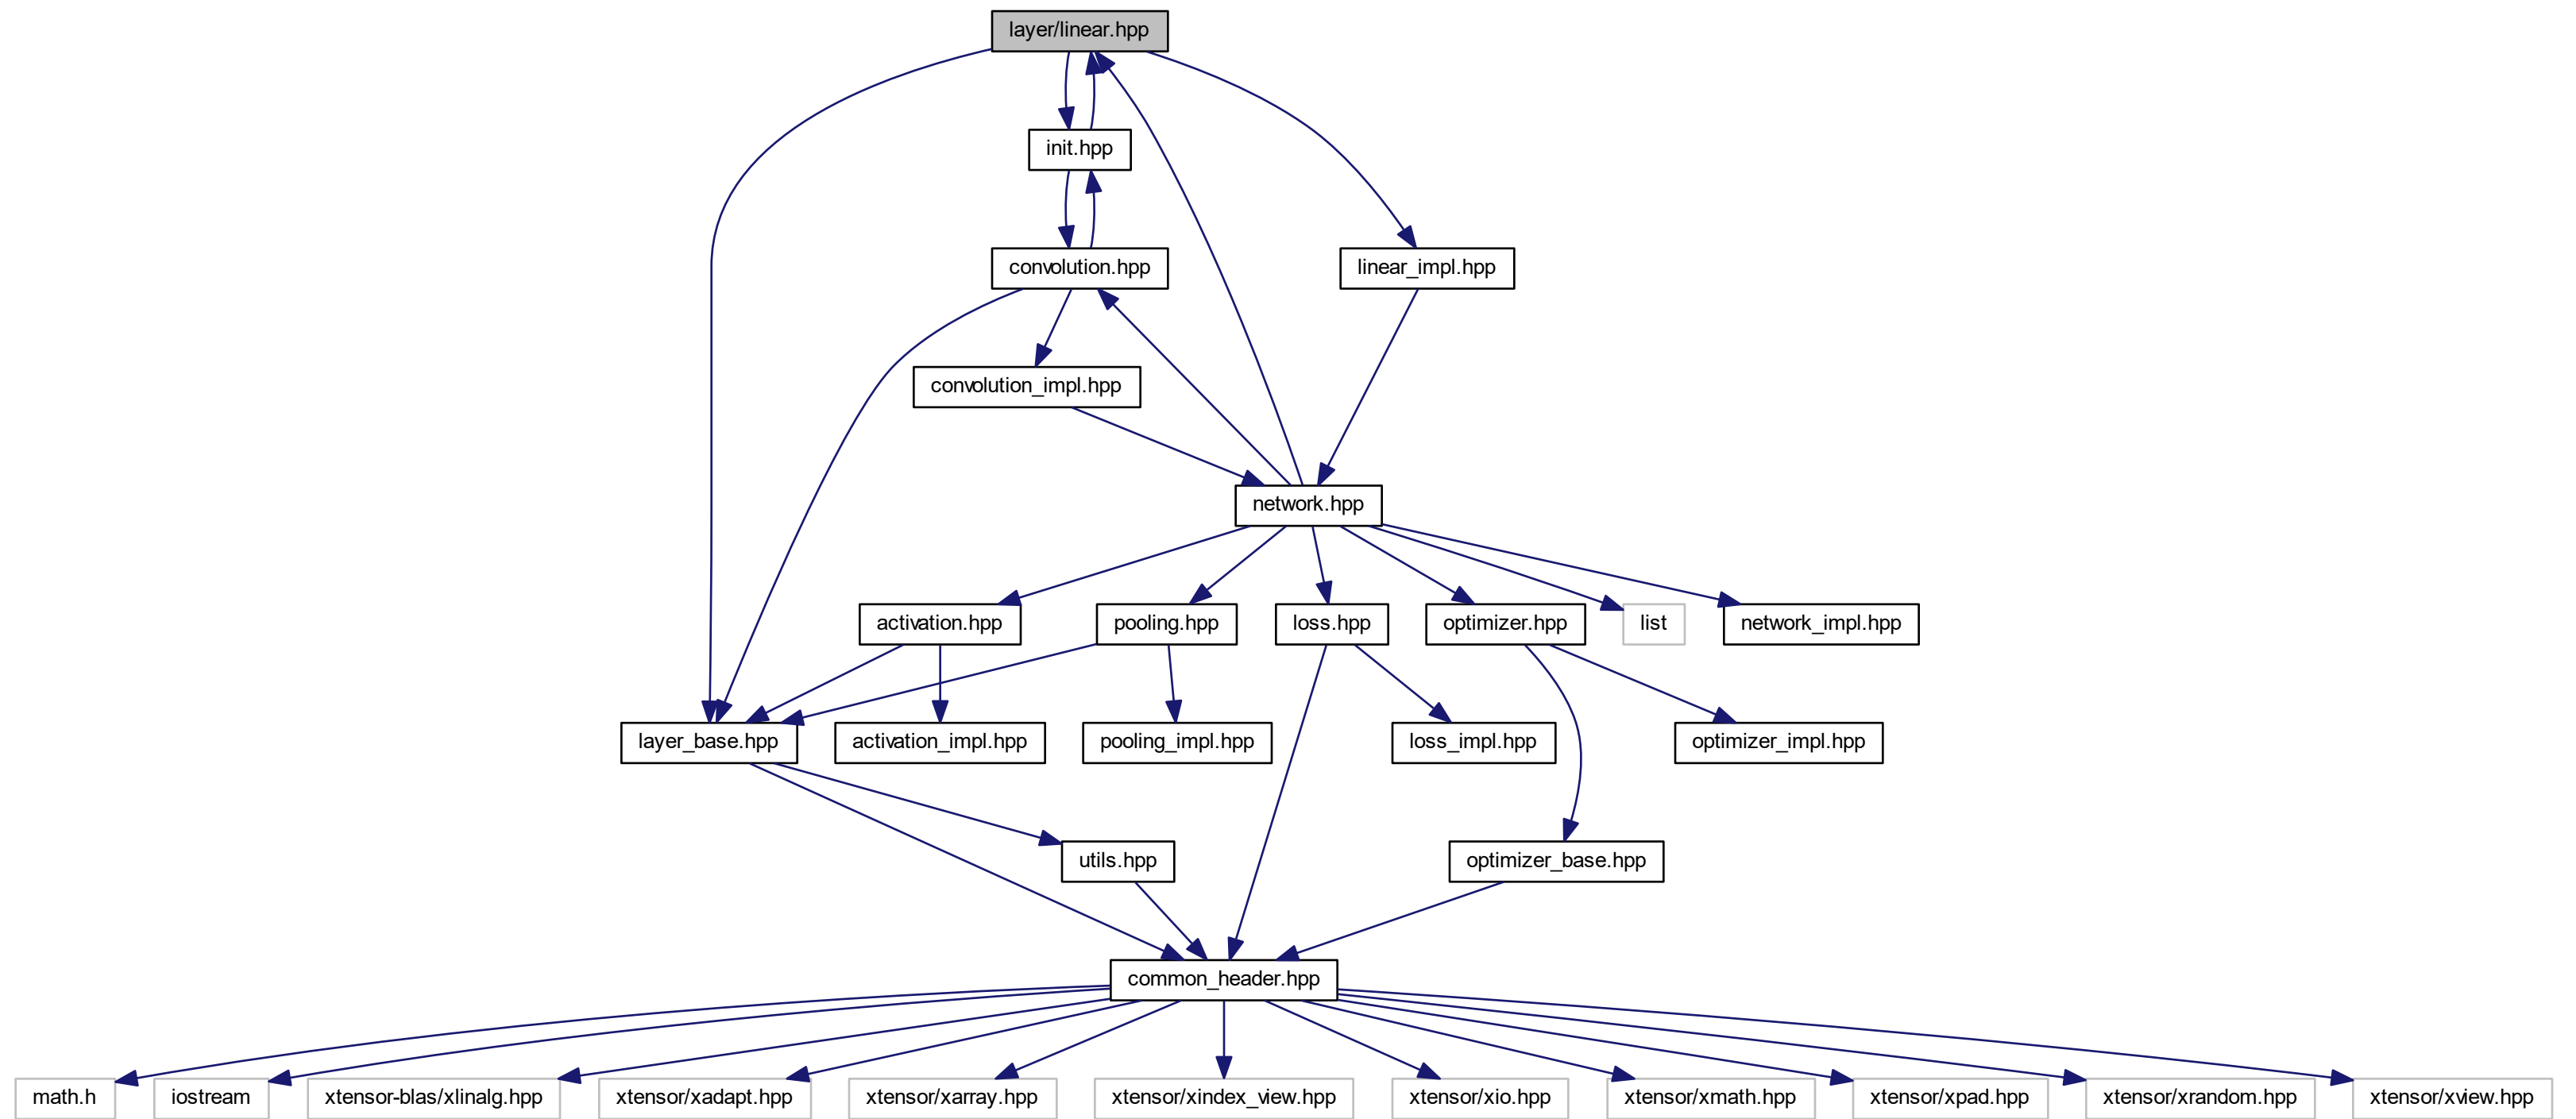 layer/linear.hpp
init.hpp
convolution.hpp
linear_impl.hpp
convolution_impl.hpp
network.hpp
activation.hpp
pooling.hpp
loss.hpp
optimizer.hpp
list
network_impl.hpp
layer_base.hpp
activation_impl.hpp
pooling_impl.hpp
loss_impl.hpp
optimizer_impl.hpp
utils.hpp
optimizer_base.hpp
common_header.hpp
math.h
iostream
xtensor-blas/xlinalg.hpp
xtensor/xadapt.hpp
xtensor/xarray.hpp
xtensor/xindex_view.hpp
xtensor/xio.hpp
xtensor/xmath.hpp
xtensor/xpad.hpp
xtensor/xrandom.hpp
xtensor/xview.hpp